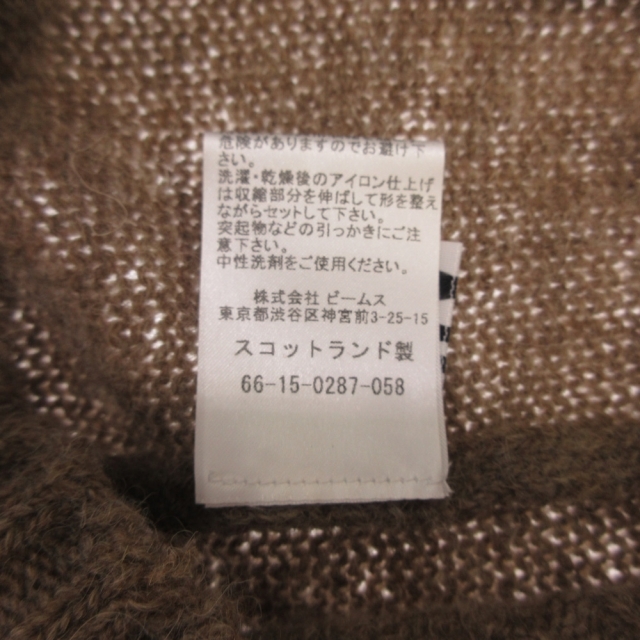 危険がありますのでお避け下
さい。
洗濯・乾燥後のアイロン仕上げ
は収縮部分を伸ばして形を整え
ながらセットして下さい。
突起物などの引っかきにご注
意下さい。
中性洗剤をご使用ください。
株式会社 ビームス
東京都渋谷区神宮前3-25-15
スコットランド製
66-15-0287-058